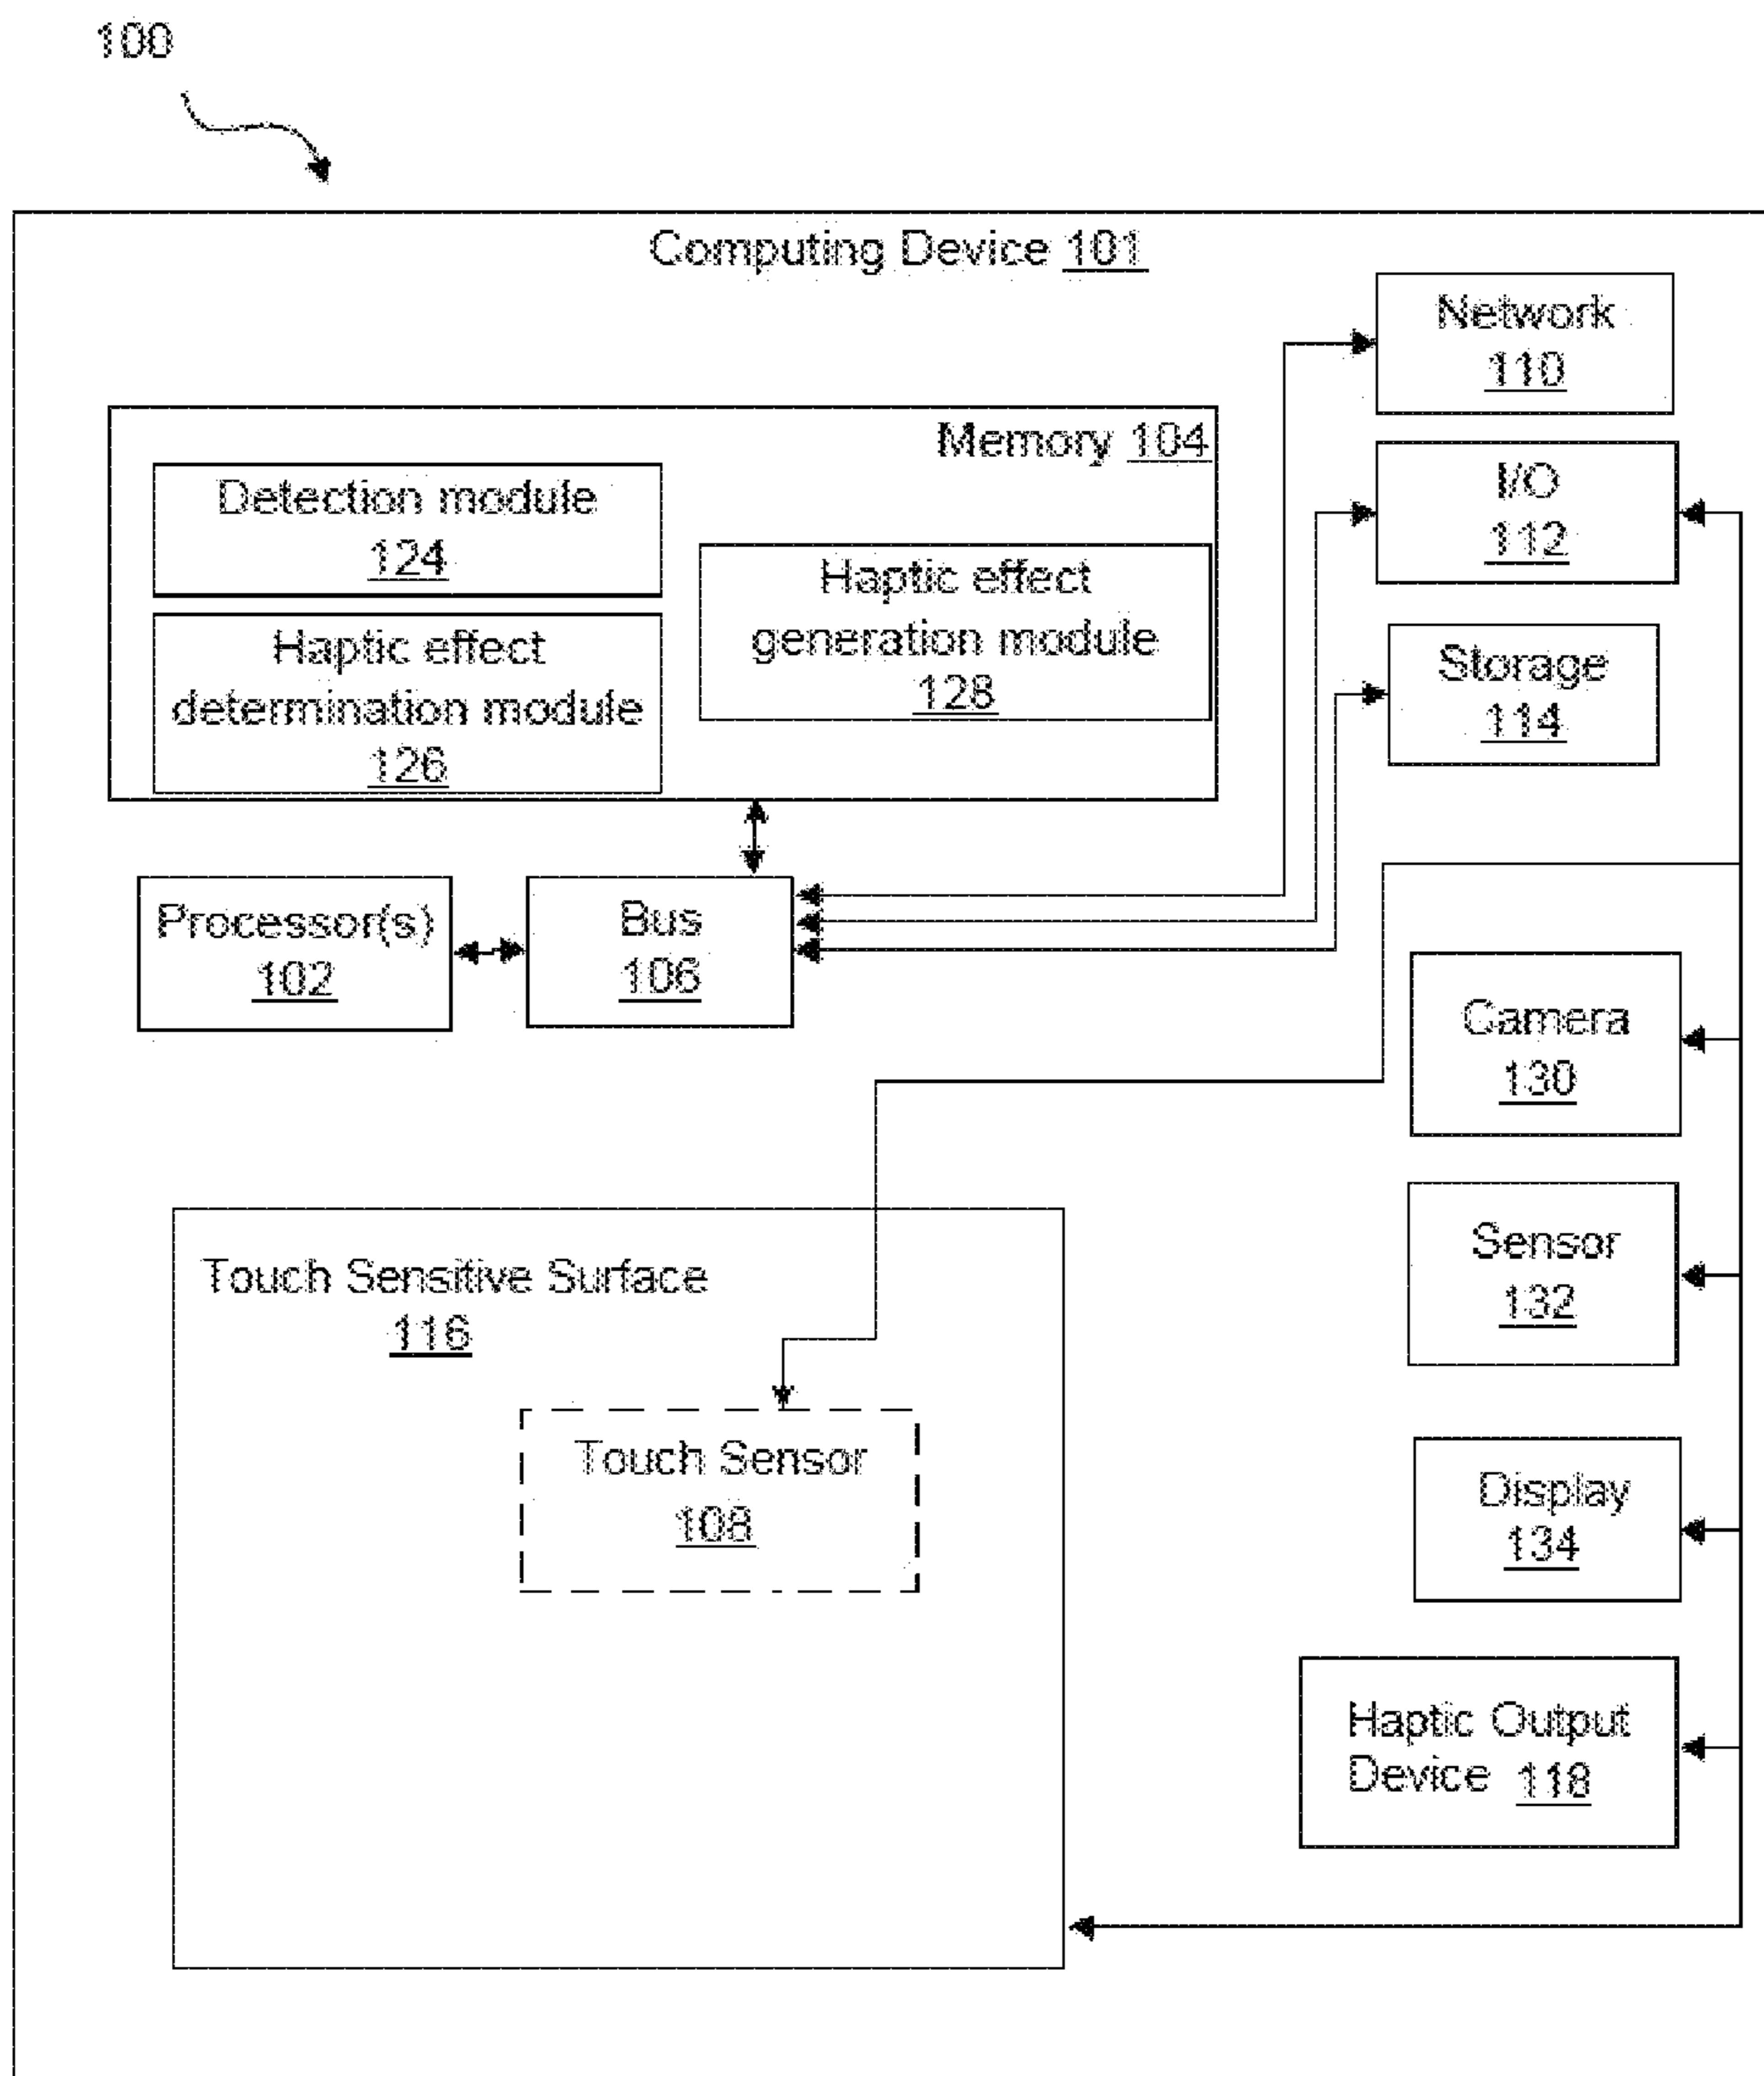 100
Computing Device 101
Network
110
Memory 104
I/O
112
Detection module
124
Haptic effect
generation module
128
Haptic effect
determination module
126
Storage
114
Processor(s)
102
Bus
106
Camera
130
Touch Sensitive Surface
116
Sensor
132
Touch Sensor
108
Display
134
Haptic Output
Device 118